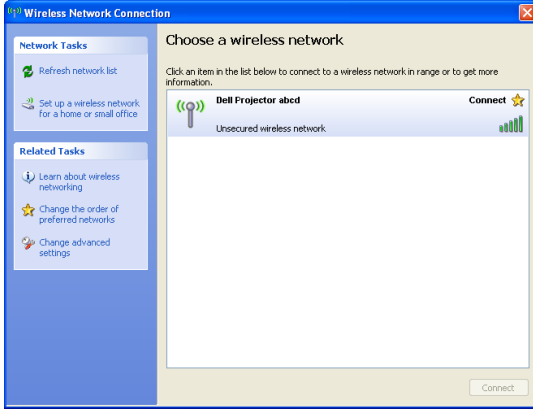 Wireless Network Connection
Network Tasks
Refresh network list
Set up a wireless network
for a home or small office
Related Tasks
Learn about wireless
networking
Change the order of
preferred networks
Change advanced
settings
Choose a wireless network
Click an item in the list below to connect to a wireless network in range or to get more
information.
Dell Projector abcd Connect
Unsecured wireless network
Connect